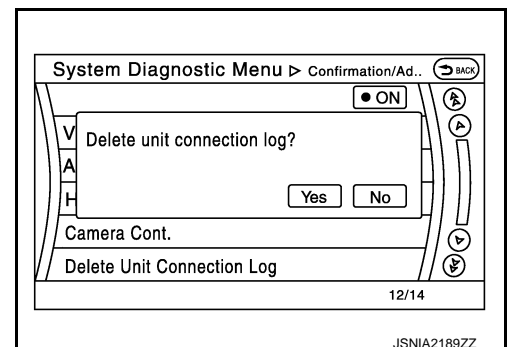 System Diagnostic Menu ▷ Confirmation/Ad.. BACK
● ON
V
Delete unit connection log?
A
H
Yes No
Camera Cont.
Delete Unit Connection Log
12/14
JSNIA2189ZZ